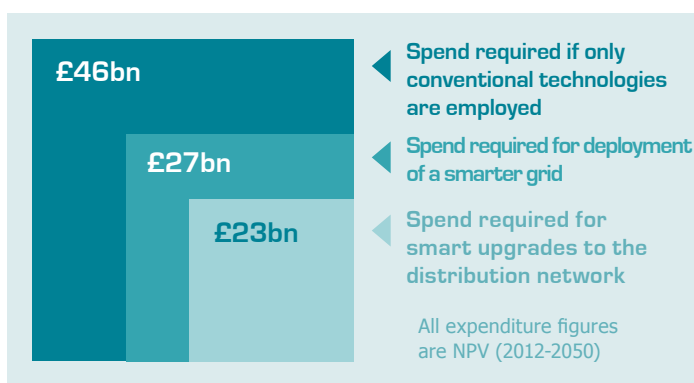 £46bn
Spend required if only
conventional technologies
are employed
£27bn
Spend required for deployment
of a smarter grid
£23bn
Spend required for
smart upgrades to the
distribution network
All expenditure figures
are NPV (2012-2050)